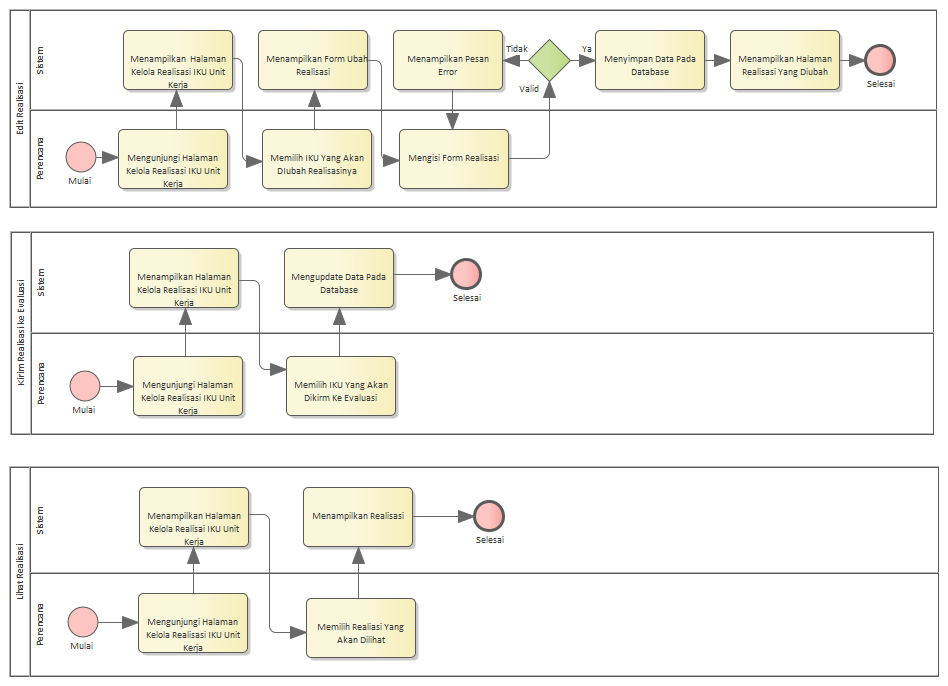 Edit Realisasi
Sistem
Menampilkan Halaman
Kelola Realisasi IKU Unit
Kerja
Menampilkan Form Ubah
Realisasi
Menampilkan Pesan
Error
Tidak
Valid
Ya
Menyimpan Data Pada
Database
Menampilkan Halaman
Realisasi Yang Diubah
Selesai
Perencana
Mulai
Mengunjungi Halaman
Kelola Realisasi IKU Unit
Kerja
Memilih IKU Yang Akan
DIubah Realisasinya
Mengisi Form Realisasi
Kirim Realisasi ke Evaluasi
Sistem
Menampilkan Halaman
Kelola Realisasi IKU Unit
Kerja
Mengupdate Data Pada
Database
Selesai
Perencana
Mulai
Mengunjungi Halaman
Kelola Realisasi IKU Unit
Kerja
Memilih IKU Yang Akan
Dikirm Ke Evaluasi
Lihat Realisasi
Sistem
Menampilkan Halaman
Kelola Realisai IKU Unit
Kerja
Menampilkan Realisasi
Selesai
Perencana
Mulai
Mengunjungi Halaman
Kelola Realisasi IKU Unit
Kerja
Memilih Realiasi Yang
Akan Dilihat